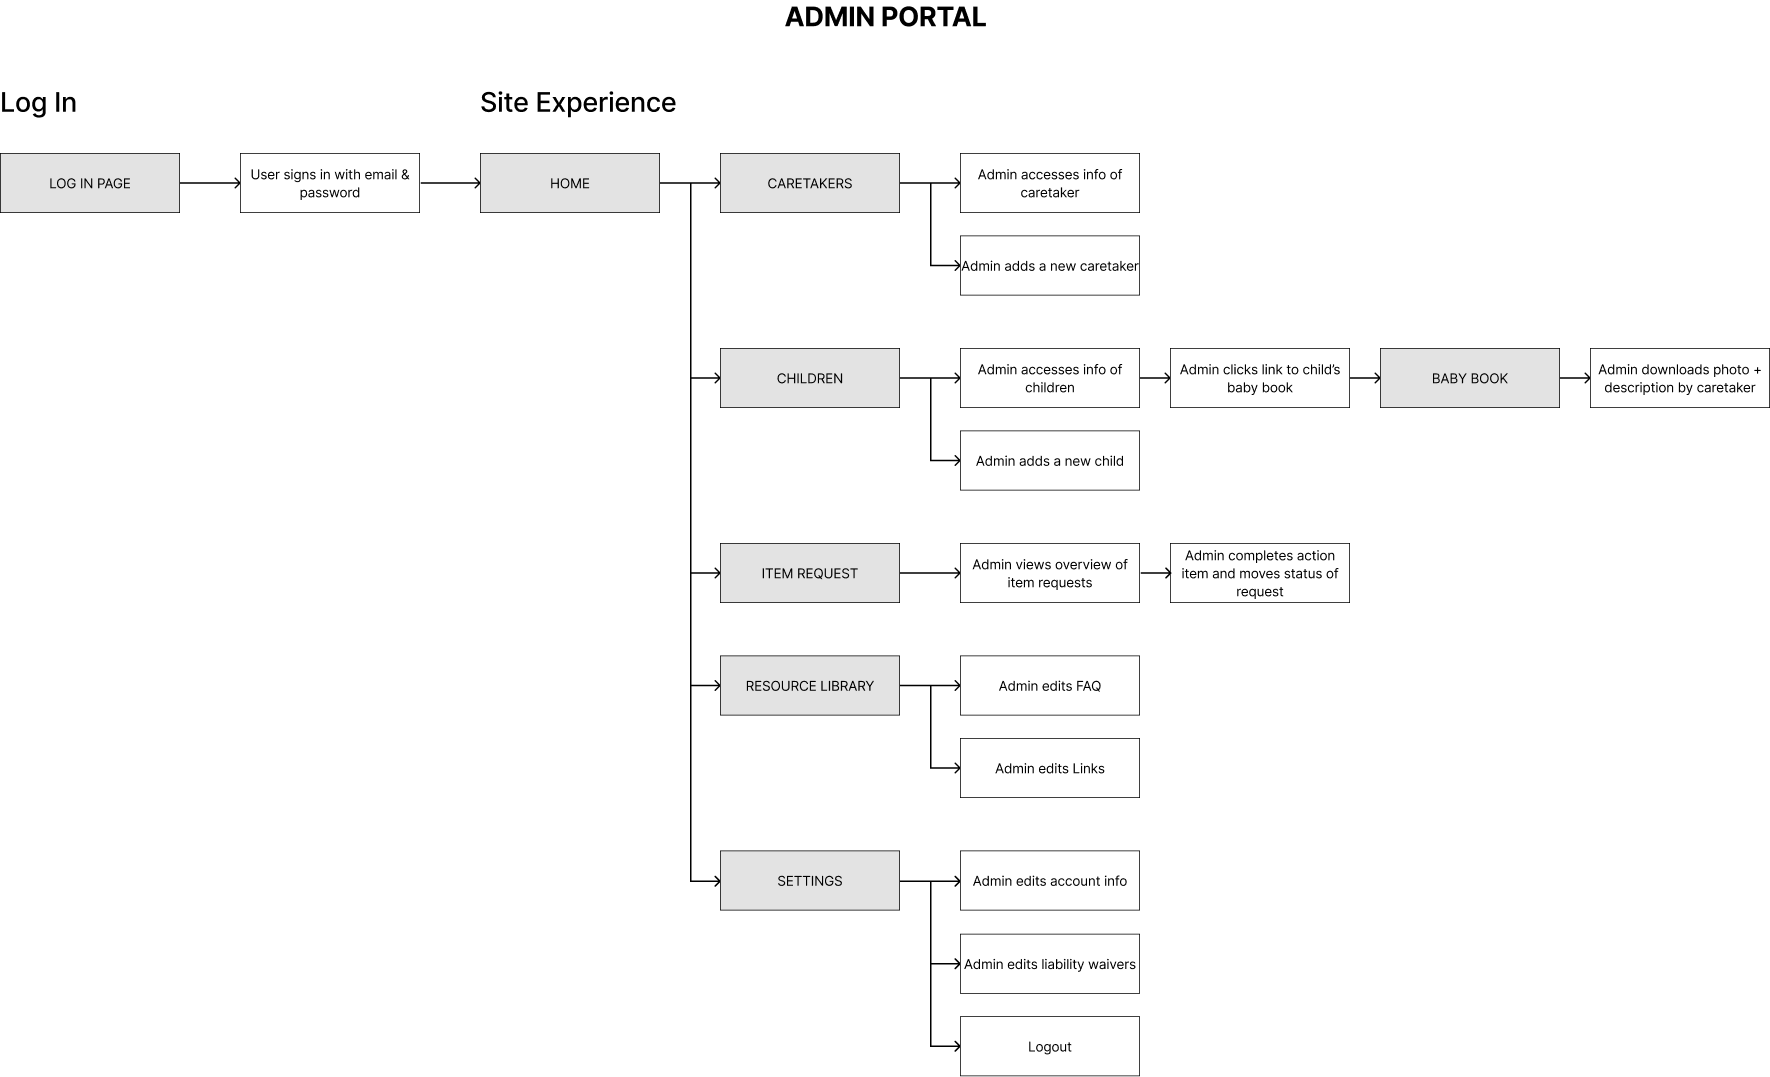 ADMIN PORTAL
Log In
Site Experience
LOG IN PAGE
User signs in with email &
password
HOME
CARETAKERS
Admin accesses info of
caretaker
Admin adds a new caretaker
CHILDREN
Admin accesses info of
children
Admin clicks link to child’s
baby book
BABY BOOK
Admin downloads photo +
description by caretaker
Admin adds a new child
ITEM REQUEST
Admin views overview of
item requests
Admin completes action
item and moves status of
request
RESOURCE LIBRARY
Admin edits FAQ
Admin edits Links
SETTINGS
Admin edits account info
Admin edits liability waivers
Logout